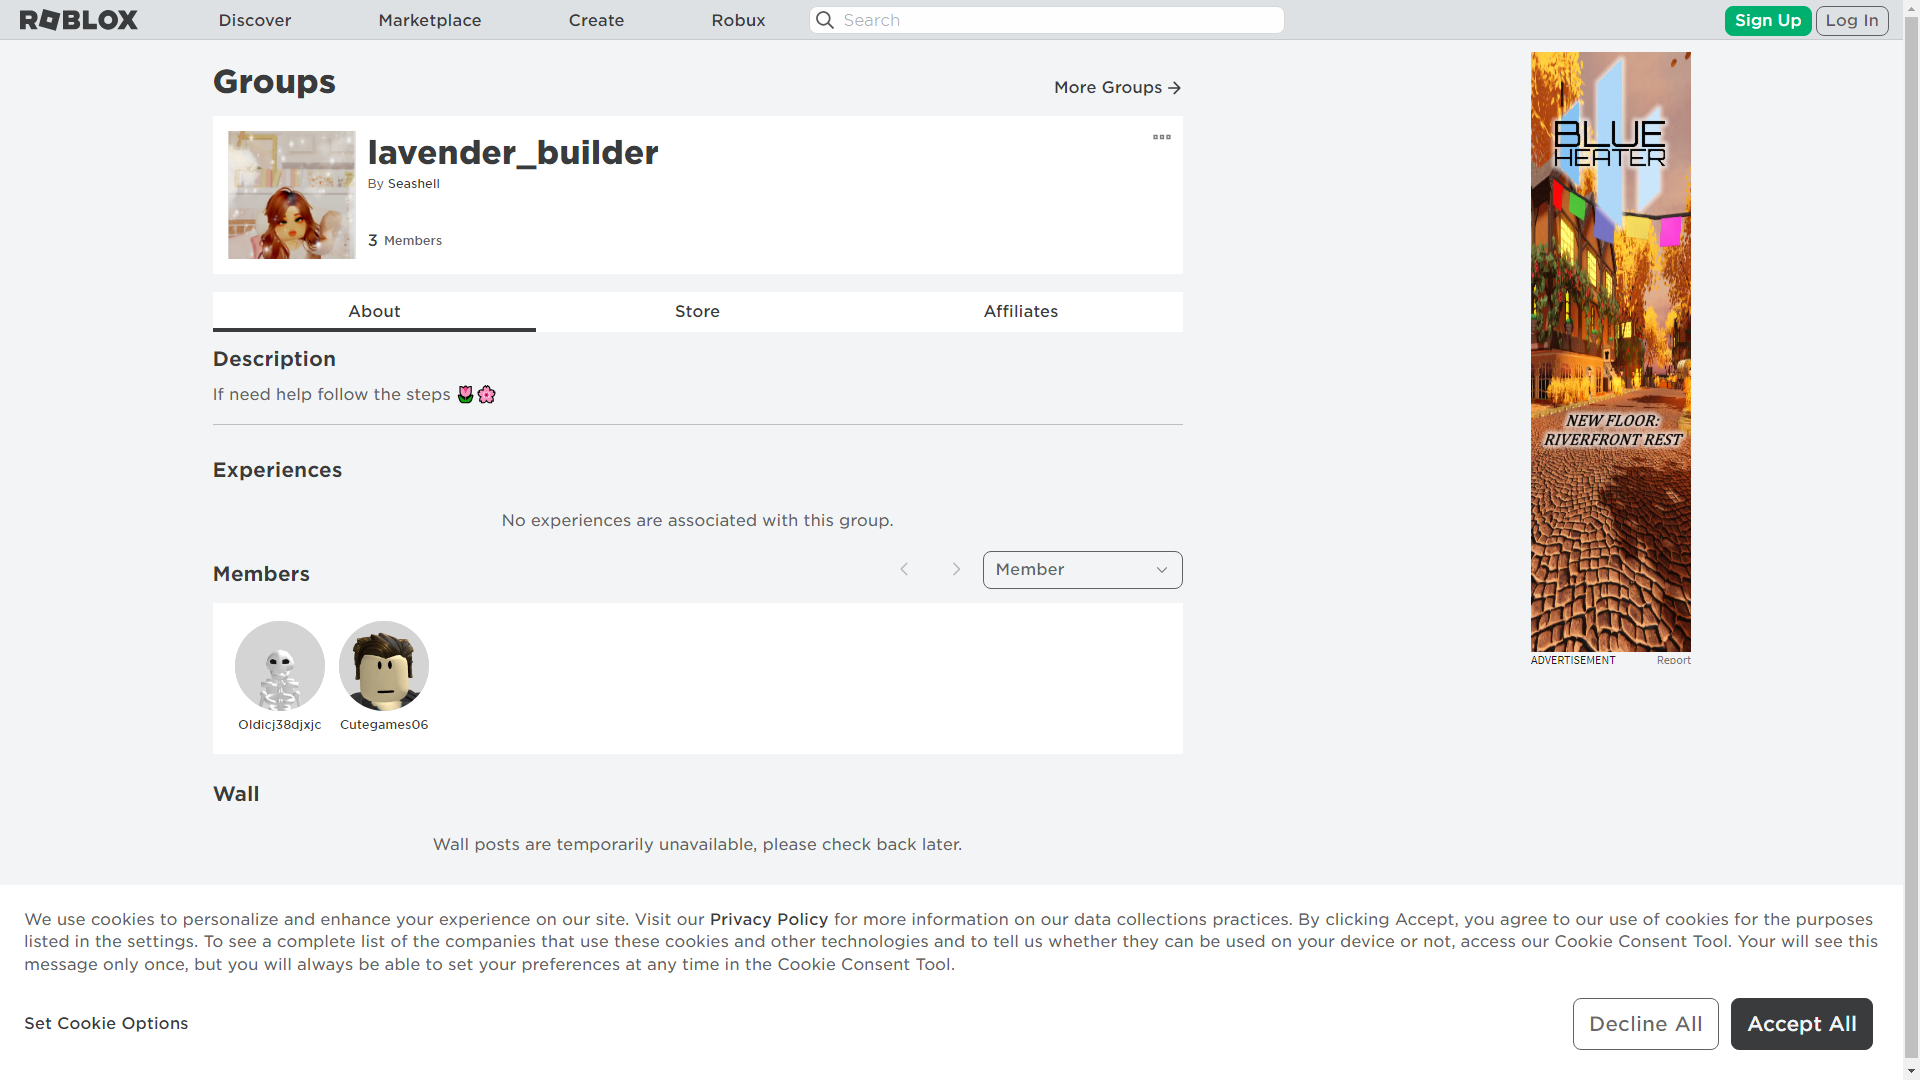 ROBLOX
Discover
Marketplace
Create
Robux
Search
Sign Up
Log In
Groups
More Groups
lavender_builder
By Seashell
3 Members
About
Store
Affiliates
Description
If need help follow the steps 🌷🌸
Experiences
No experiences are associated with this group.
Members
Member
Oldicj38djxjc
Cutegames06
Wall
Wall posts are temporarily unavailable, please check back later.
BLUE
HEATER
NEW FLOOR:
RIVERFRONT REST
ADVERTISEMENT
Report
We use cookies to personalize and enhance your experience on our site. Visit our Privacy Policy for more information on our data collections practices. By clicking Accept, you agree to our use of cookies for the purposes
listed in the settings. To see a complete list of the companies that use these cookies and other technologies and to tell us whether they can be used on your device or not, access our Cookie Consent Tool. Your will see this
message only once, but you will always be able to set your preferences at any time in the Cookie Consent Tool.
Set Cookie Options
Decline All
Accept All